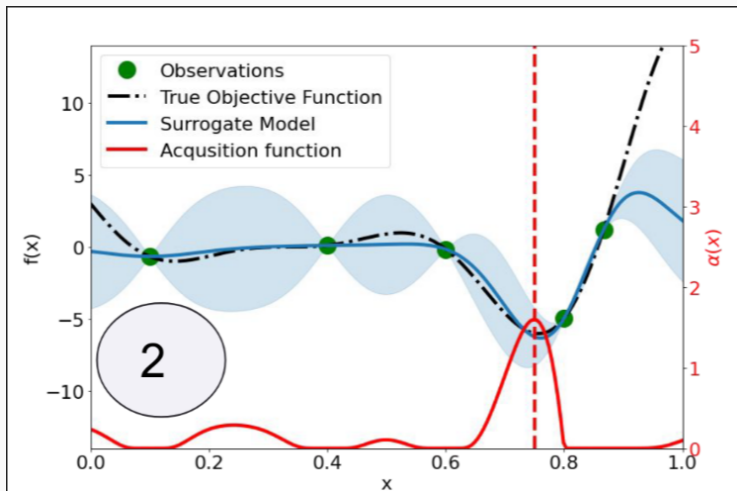 Observations
True Objective Function
Surrogate Model
Acqusition function
10
5
0
−5
−10
f(x)
5
4
3
2
1
0
α(x)
2
0.0 0.2 0.4 0.6 0.8 1.0
x